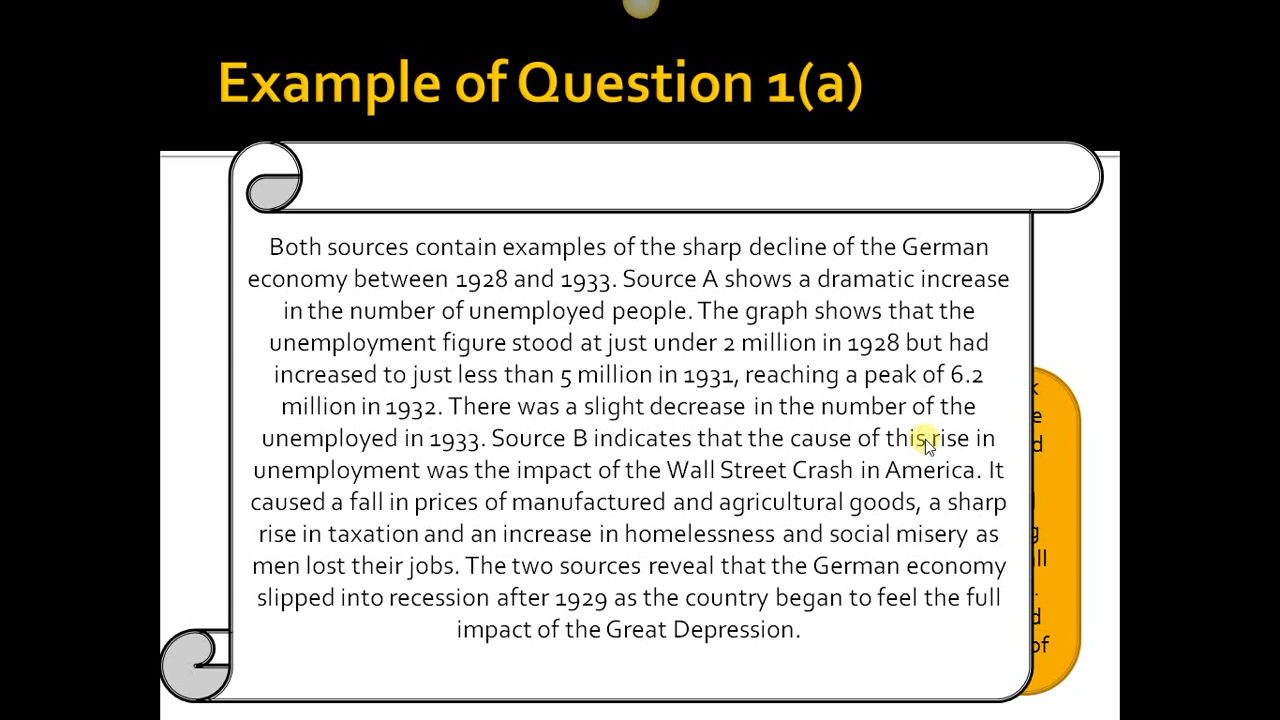 Example of Question 1(a)
Both sources contain examples of the sharp decline of the German
economy between 1928 and 1933. Source A shows a dramatic increase
in the number of unemployed people. The graph shows that the
unemployment figure stood at just under 2 million in 1928 but had
increased to just less than 5 million in 1931, reaching a peak of 6.2
million in 1932. There was a slight decrease in the number of the
unemployed in 1933. Source B indicates that the cause of this rise in
unemployment was the impact of the Wall Street Crash in America. It
caused a fall in prices of manufactured and agricultural goods, a sharp
rise in taxation and an increase in homelessness and social misery as
men lost their jobs. The two sources reveal that the German economy
slipped into recession after 1929 as the country began to feel the full
impact of the Great Depression.
of